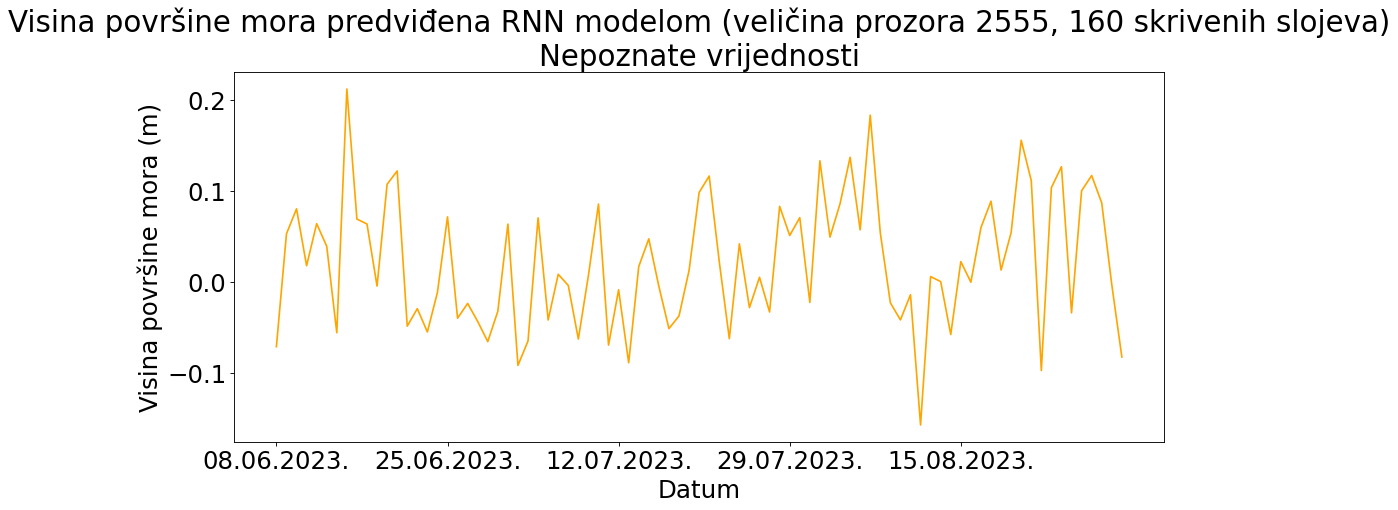 Visina površine mora predviđena RNN modelom (veličina prozora 2555, 160 skrivenih slojeva)
Nepoznate vrijednosti
Visina površine mora (m)
0.2
0.1
0.0
−0.1
08.06.2023. 25.06.2023. 12.07.2023. 29.07.2023. 15.08.2023.
Datum